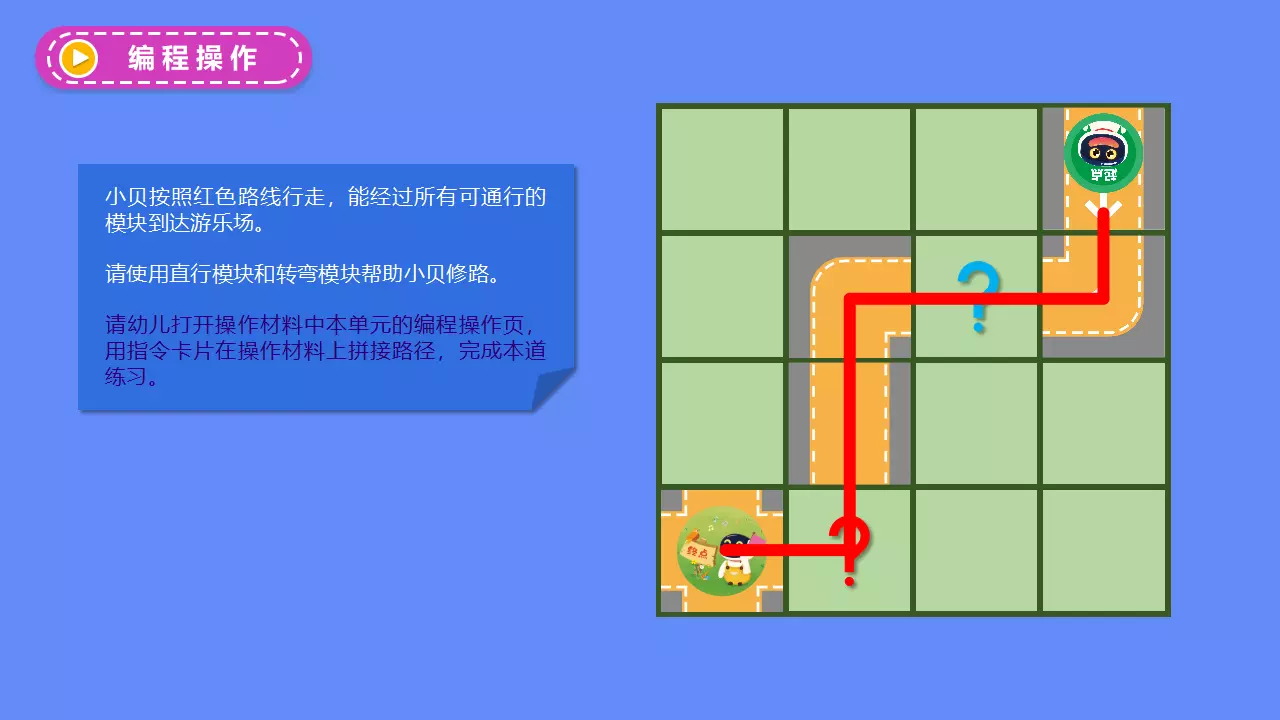 编程操作
小贝按照红色路线行走，能经过所有可通行的
模块到达游乐场。
请使用直行模块和转弯模块帮助小贝修路。
请幼儿打开操作材料中本单元的编程操作页，
用指令卡片在操作材料上拼接路径，完成本道
练习。
起点
?
终点
?